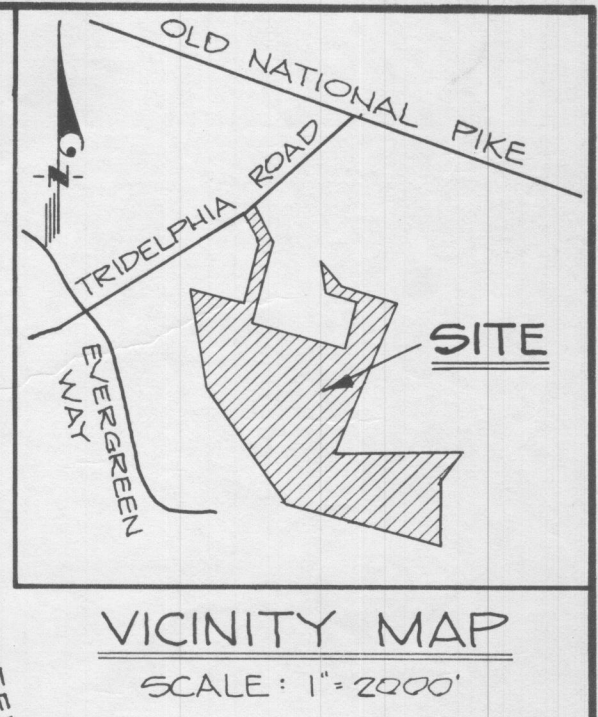 OLD NATIONAL PIKE
TRIDELPHIA ROAD
N
SITE
EVERGREEN
WAY
VICINITY MAP
SCALE: 1"=2000'